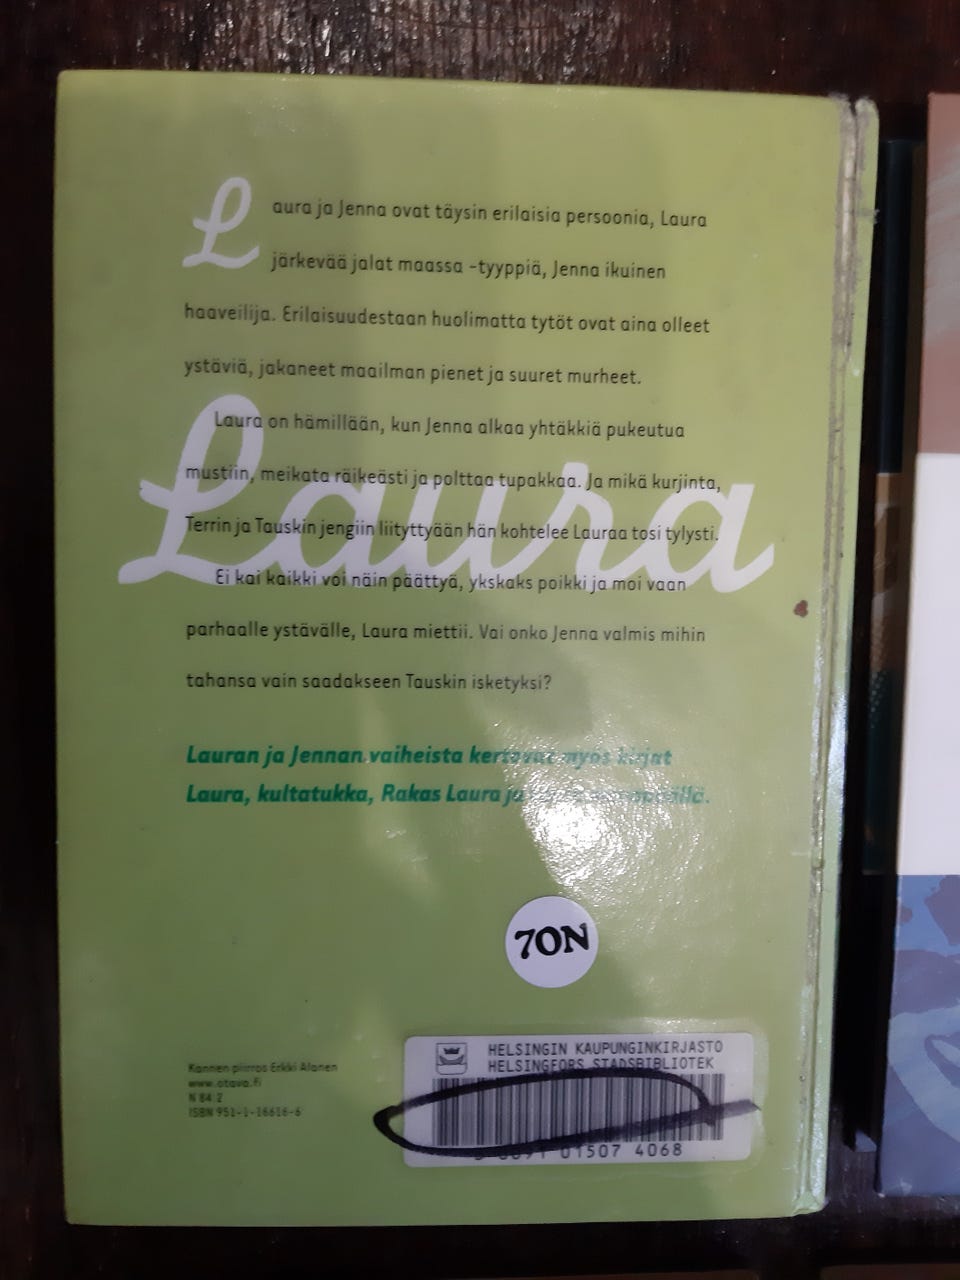 Laura ja Jenna ovat täysin erilaisia persoonia, Laura
järkevää jalat maassa -tyyppiä, Jenna ikuinen
haaveilija. Erilaisuudestaan huolimatta tytöt ovat aina olleet
ystäviä, jakaneet maailman pienet ja suuret murheet.
Laura on hämillään, kun Jenna alkaa yhtäkkiä pukeutua
mustiin, meikata räikeästi ja polttaa tupakkaa. Ja mikä kurjinta,
Laura
Terrin ja Tauskin jengiin liityttyään hän kohtelee Lauraa tosi tylysti.
Ei kai kaikki voi näin päättyä, ykskaks poikki ja moi vaan
parhaalle ystävälle, Laura miettii. Vai onko Jenna valmis mihin
tahansa vain saadakseen Tauskin isketyksi?
Lauran ja Jennan vaiheista kertovat myös kirjat
Laura, kultatukka, Rakas Laura ja
7ON
HELSINGIN KAUPUNGINKIRJASTO
HELSINGFORS STADSBIBLIOTEK
01507 4068
Kannen piirros Erkki Alanen
www.otava.fi
N 84.2
ISBN 951-1-16616-6